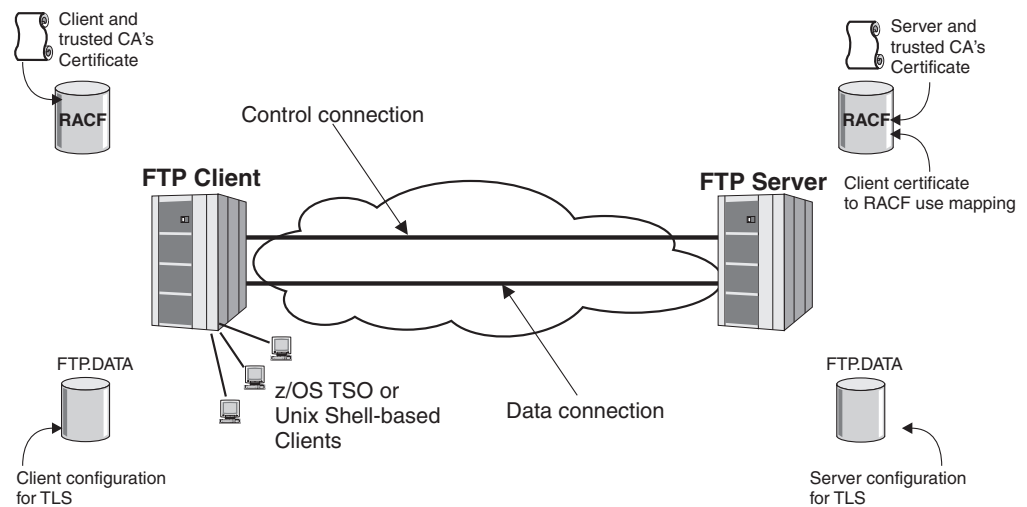 Client and
trusted CA's
Certificate
RACF
Server and
trusted CA's
Certificate
RACF
Control connection
FTP Client
FTP Server
Client certificate
to RACF use mapping
FTP.DATA
z/OS TSO or
Unix Shell-based
Clients
Data connection
FTP.DATA
Client configuration
for TLS
Server configuration
for TLS